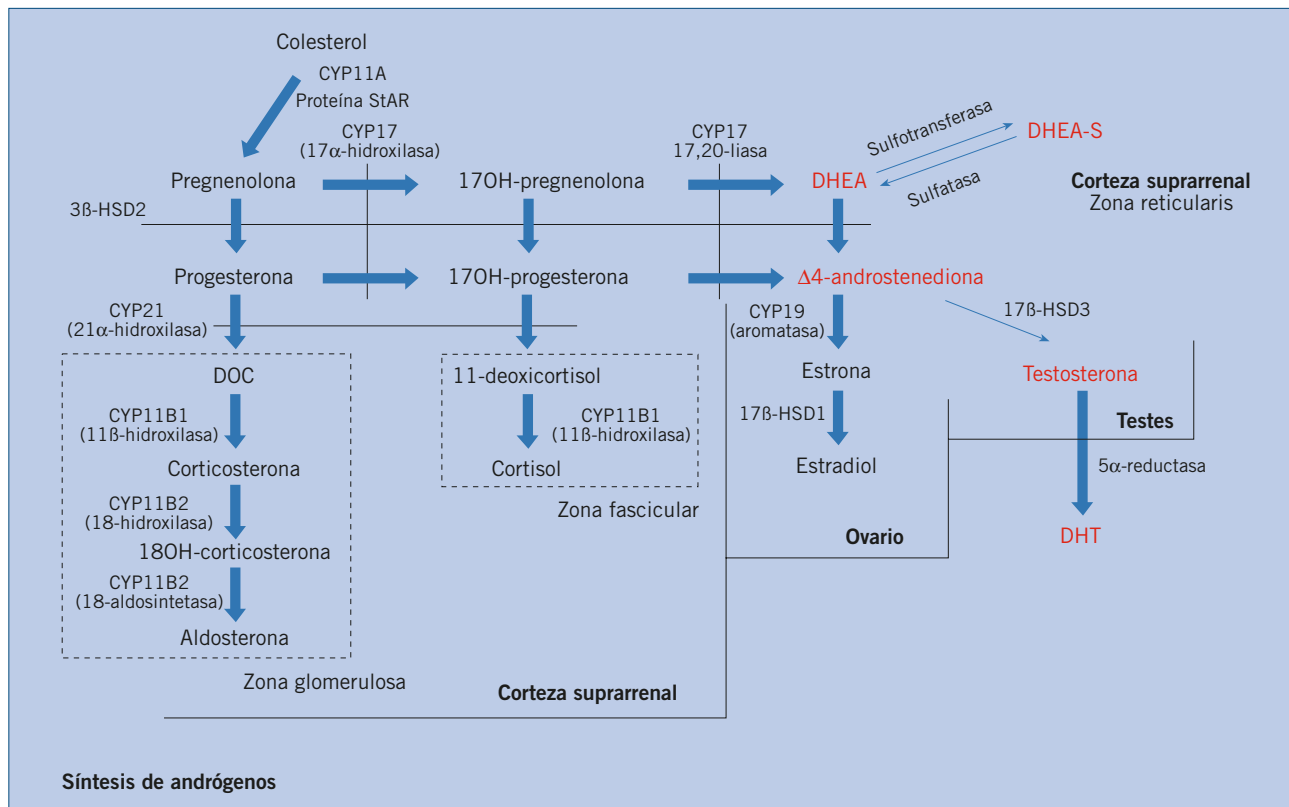 Colesterol
CYP11A
Proteína StAR
CYP17
(17α-hidroxilasa)
CYP17
17,20-liasa
Sulfotransferasa
DHEA-S
Sulfatasa
Pregnenolona
17OH-pregnenolona
DHEA
Corteza suprarrenal
Zona reticularis
3ß-HSD2
Progesterona
17OH-progesterona
Δ4-androstenediona
CYP21
(21α-hidroxilasa)
CYP19
(aromatasa)
17ß-HSD3
DOC
11-deoxicortisol
Estrona
Testosterona
CYP11B1
(11ß-hidroxilasa)
CYP11B1
(11ß-hidroxilasa)
17ß-HSD1
Testes
Corticosterona
Cortisol
Estradiol
5α-reductasa
CYP11B2
(18-hidroxilasa)
Zona fascicular
Ovario
DHT
18OH-corticosterona
CYP11B2
(18-aldosintetasa)
Aldosterona
Zona glomerulosa
Corteza suprarrenal
Síntesis de andrógenos